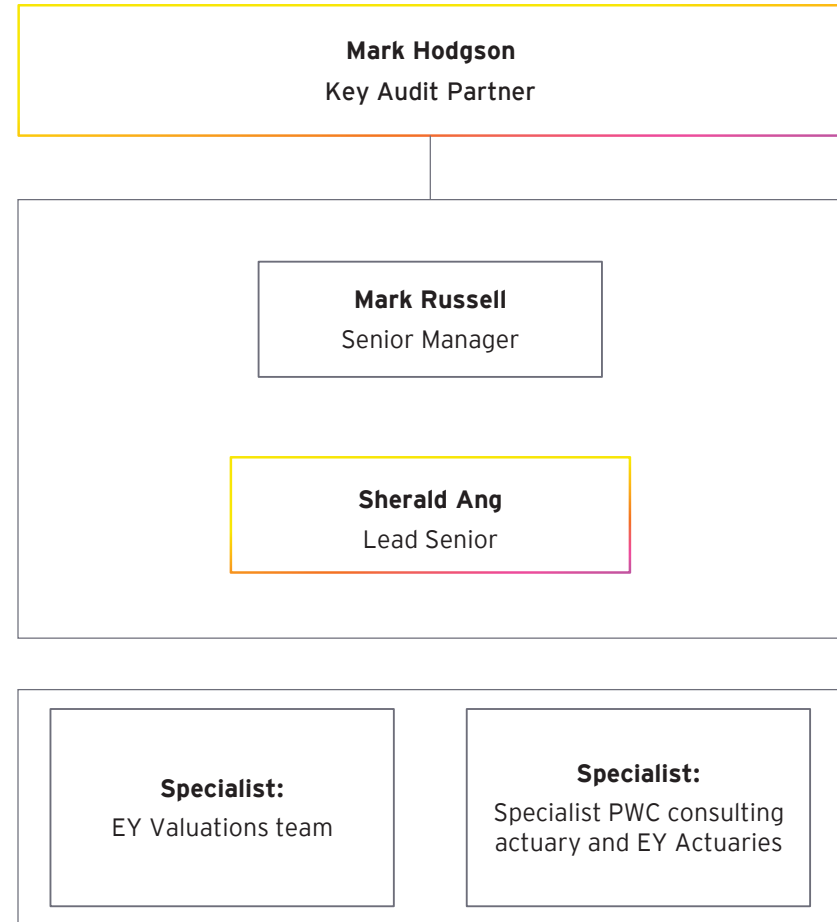 Mark Hodgson
Key Audit Partner
Mark Russell
Senior Manager
Sherald Ang
Lead Senior
Specialist:
EY Valuations team
Specialist:
Specialist PWC consulting
actuary and EY Actuaries